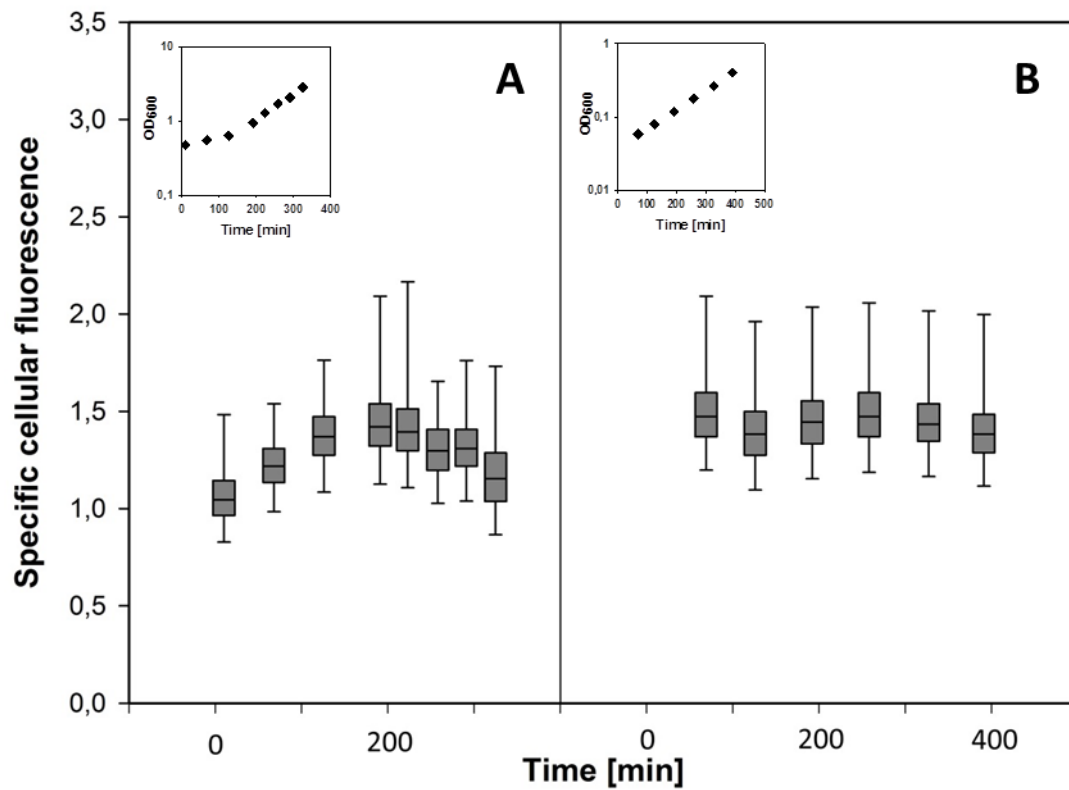 3,5
3,0
2,5
2,0
1,5
1,0
0,5
0,0
Specific cellular fluorescence
A
10
1
0,1
OD600
0 100 200 300 400
Time [min]
B
1
0,1
0,01
OD600
0 100 200 300 400 500
Time [min]
0 200 0 200 400
Time [min]